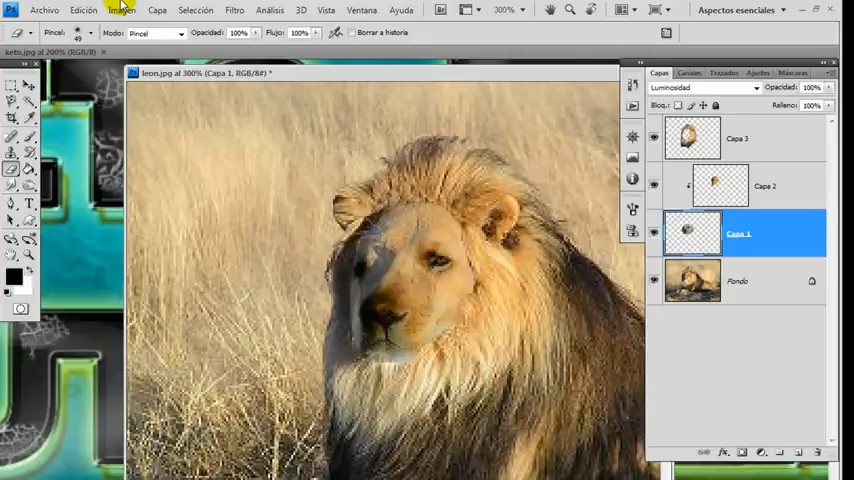 Ps Archivo Edición Imagen Capa Selección Filtro Análisis 3D Vista Ventana Ayuda Br 300% Aspectos esenciales
Pincel: 49 Modo: Pincel Opacidad: 100% Flujo: 100% Borrar a historia
keto.jpg al 200% (RGB/8)
leon.jpg al 300% (Capa 1, RGB/8#) *
Capas Canales Trazados Ajustes Máscaras
Luminosidad Opacidad: 100%
Bloq.: Relleno: 100%
Capa 3
Capa 2
Capa 1
Fondo